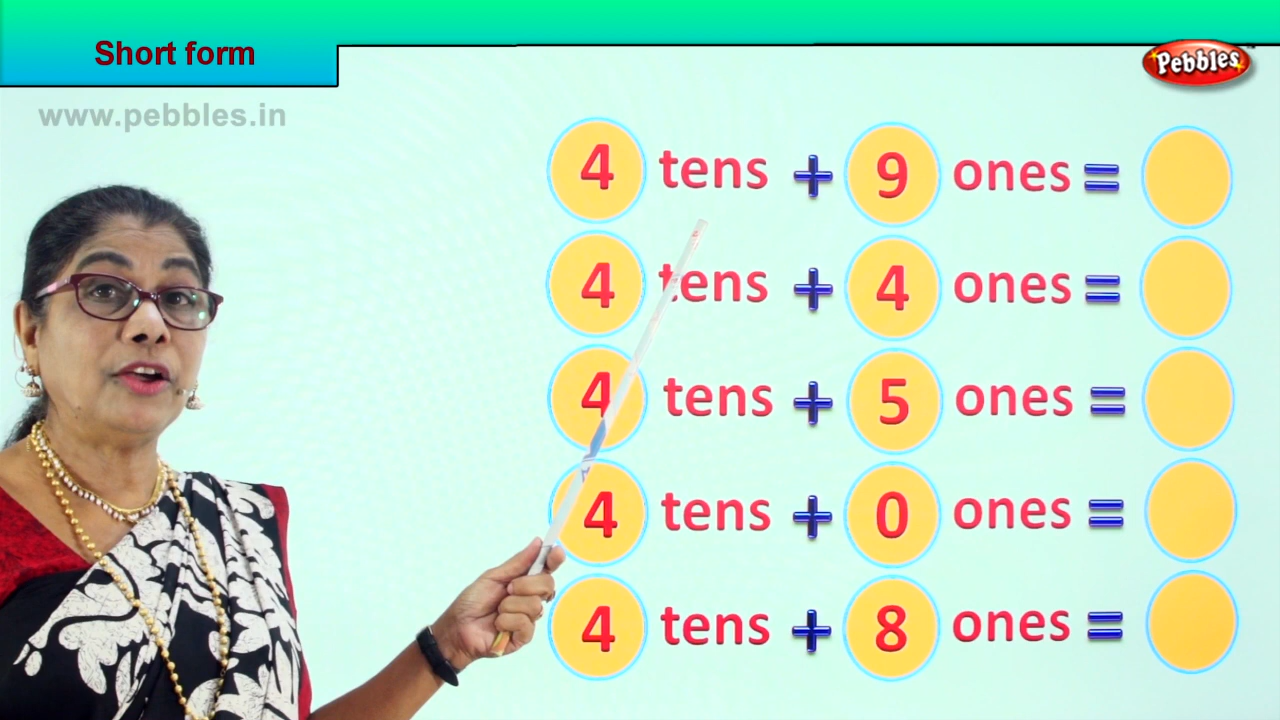 Short form
Pebbles
www.pebbles.in
4 tens + 9 ones =
4 tens + 4 ones =
4 tens + 5 ones =
4 tens + 0 ones =
4 tens + 8 ones =